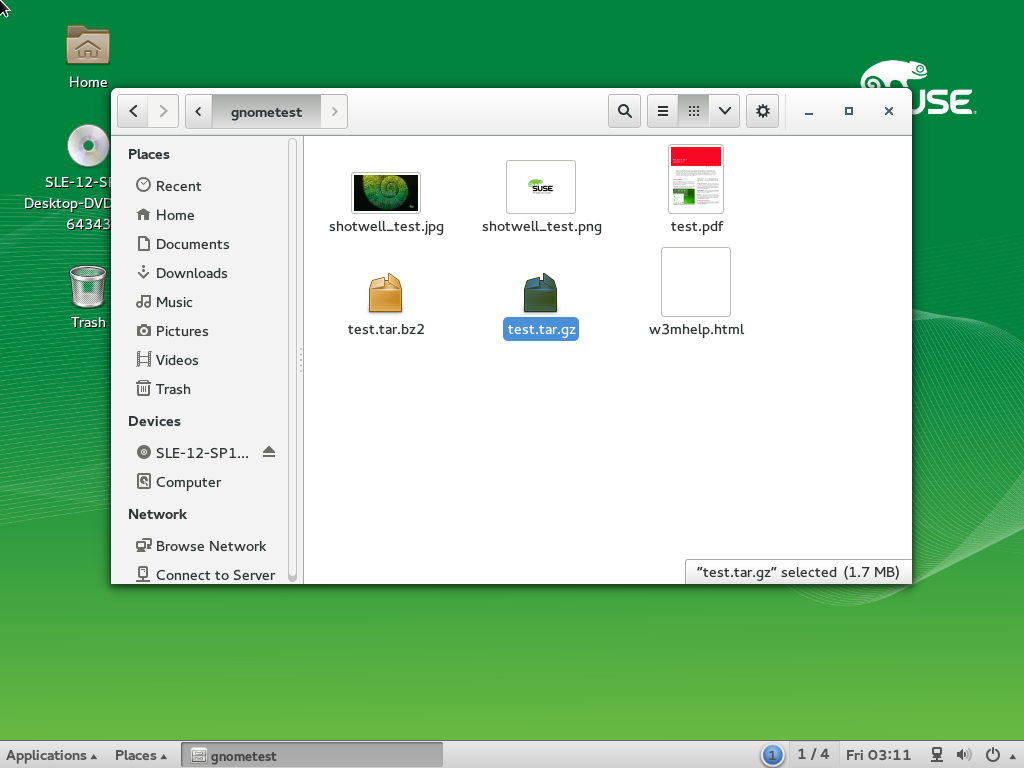 Home
SLE-12-SP
Desktop-DVD
64343
Trash
USE
gnometest
Places
Recent
Home
Documents
Downloads
Music
Pictures
Videos
Trash
Devices
SLE-12-SP1...
Computer
Network
Browse Network
Connect to Server
shotwell_test.jpg
SUSE
shotwell_test.png
test.pdf
test.tar.bz2
test.tar.gz
w3mhelp.html
"test.tar.gz" selected (1.7 MB)
Applications
Places
gnometest
1
1 / 4
Fri 03:11